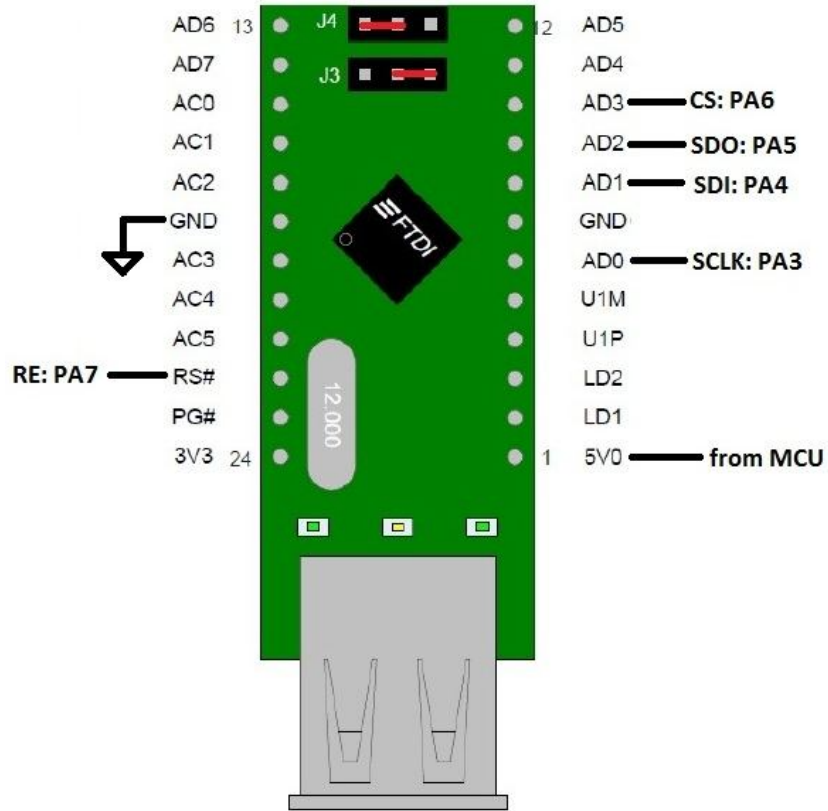 AD6 13 J4 12 AD5
AD7 J3 AD4
AC0 AD3 CS: PA6
AC1 AD2 SDO: PA5
AC2 AD1 SDI: PA4
GND FTDI GND
AC3 AD0 SCLK: PA3
AC4 U1M
AC5 U1P
RE: PA7 RS# LD2
PG# 12.000 LD1
3V3 24 1 5V0 from MCU